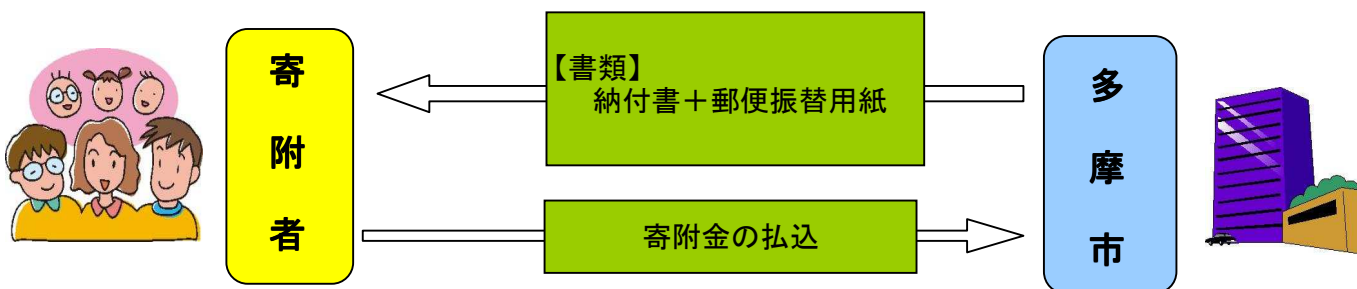 寄附者
【書類】
納付書＋郵便振替用紙
寄附金の払込
多摩市